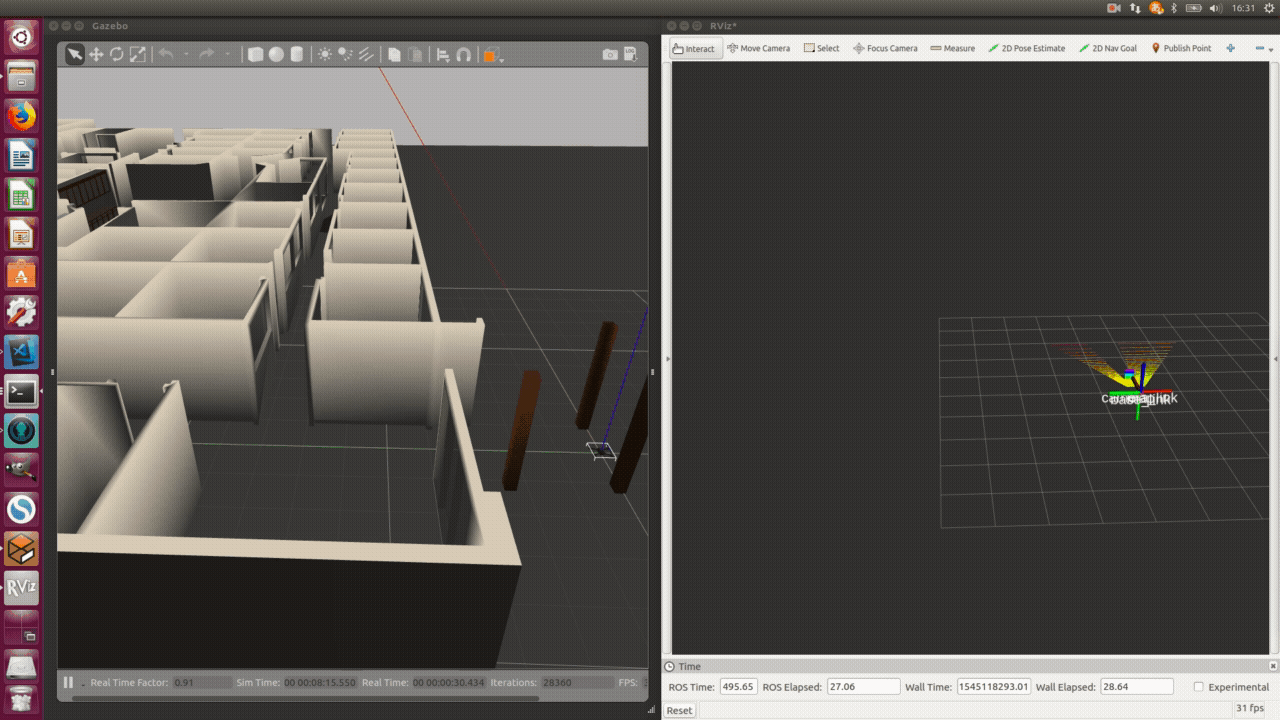 16:31
Gazebo
RViz*
Interact Move Camera Select Focus Camera Measure 2D Pose Estimate 2D Nav Goal Publish Point
LOG
RViz
Real Time Factor: 0.91 Sim Time: 00 00:08:15.550 Real Time: 00 00:00:30.434 Iterations: 28360 FPS:
Time
ROS Time: 495.65 ROS Elapsed: 27.06 Wall Time: 1545118293.01 Wall Elapsed: 28.64 Experimental
Reset 31 fps